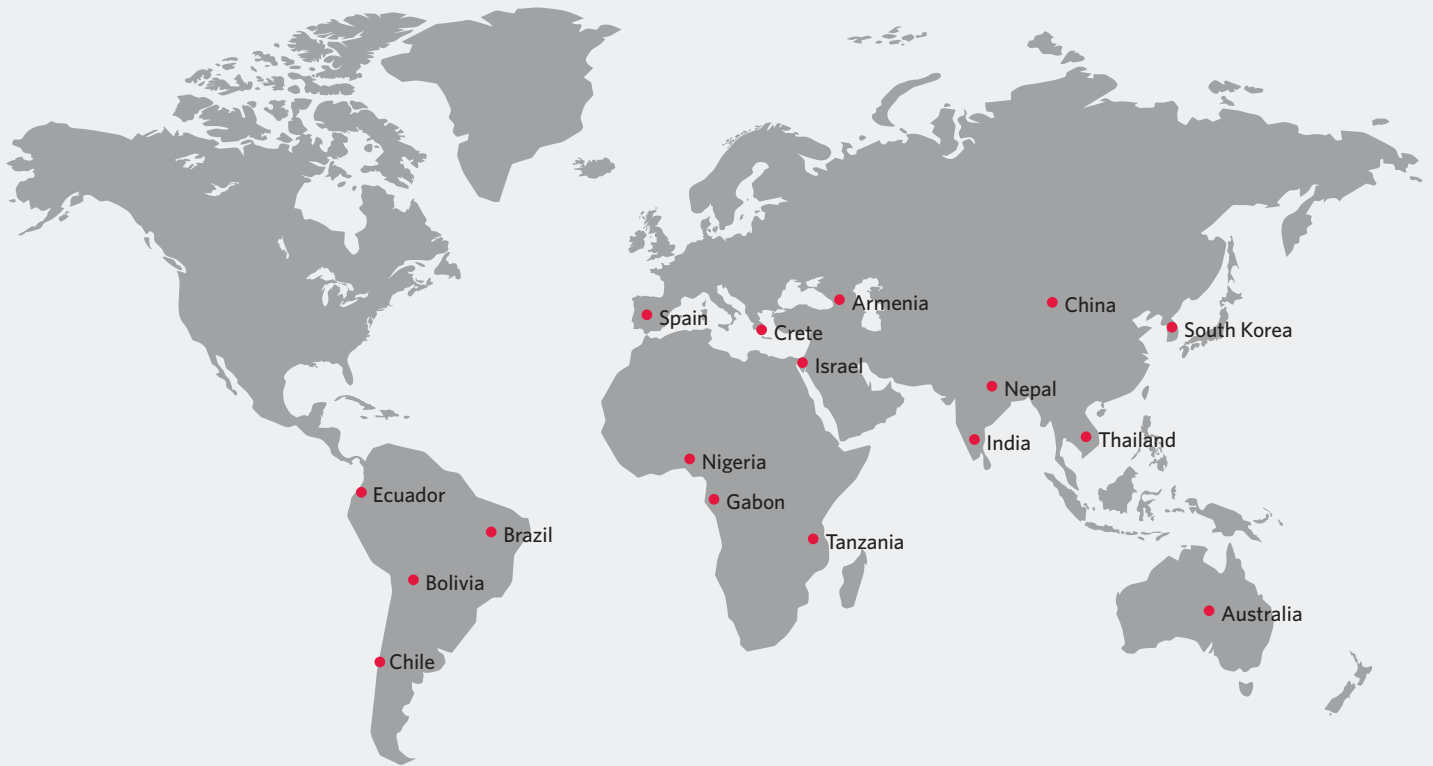 Armenia
China
Spain
South Korea
Crete
Israel
Nepal
Thailand
India
Nigeria
Ecuador
Gabon
Brazil
Tanzania
Bolivia
Australia
Chile